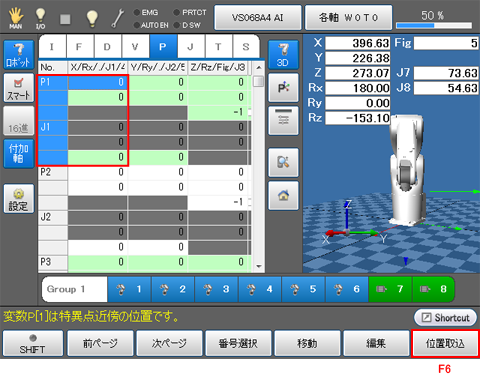 MAN
I/O
EMG
PRTCT
AUTO EN
D SW
VS068A4 AI
各軸 W0T0
50 %
ロボット
スマート
16進
付加軸
設定
I F D V P J T S
No. X/Rx//J1/4 Y/Ry//J2/5 Z/Rz/Fig/J3
P1 0 0 0
0 0 0
-1
J1 0 0 0
0 0 0
0 0
P2 0 0 0
0 0 0
-1
J2 0 0 0
0 0 0
0 0
P3 0 0 0
3D
P:
X 396.63 Fig 5
Y 226.38
Z 273.07 J7 73.63
Rx 180.00 J8 54.63
Ry 0.00
Rz -153.10
Z
X
Y
Group 1 1 2 3 4 5 6 7 8
変数P[1]は特異点近傍の位置です。
Shortcut
SHIFT
前ページ
次ページ
番号選択
移動
編集
位置取込
F6